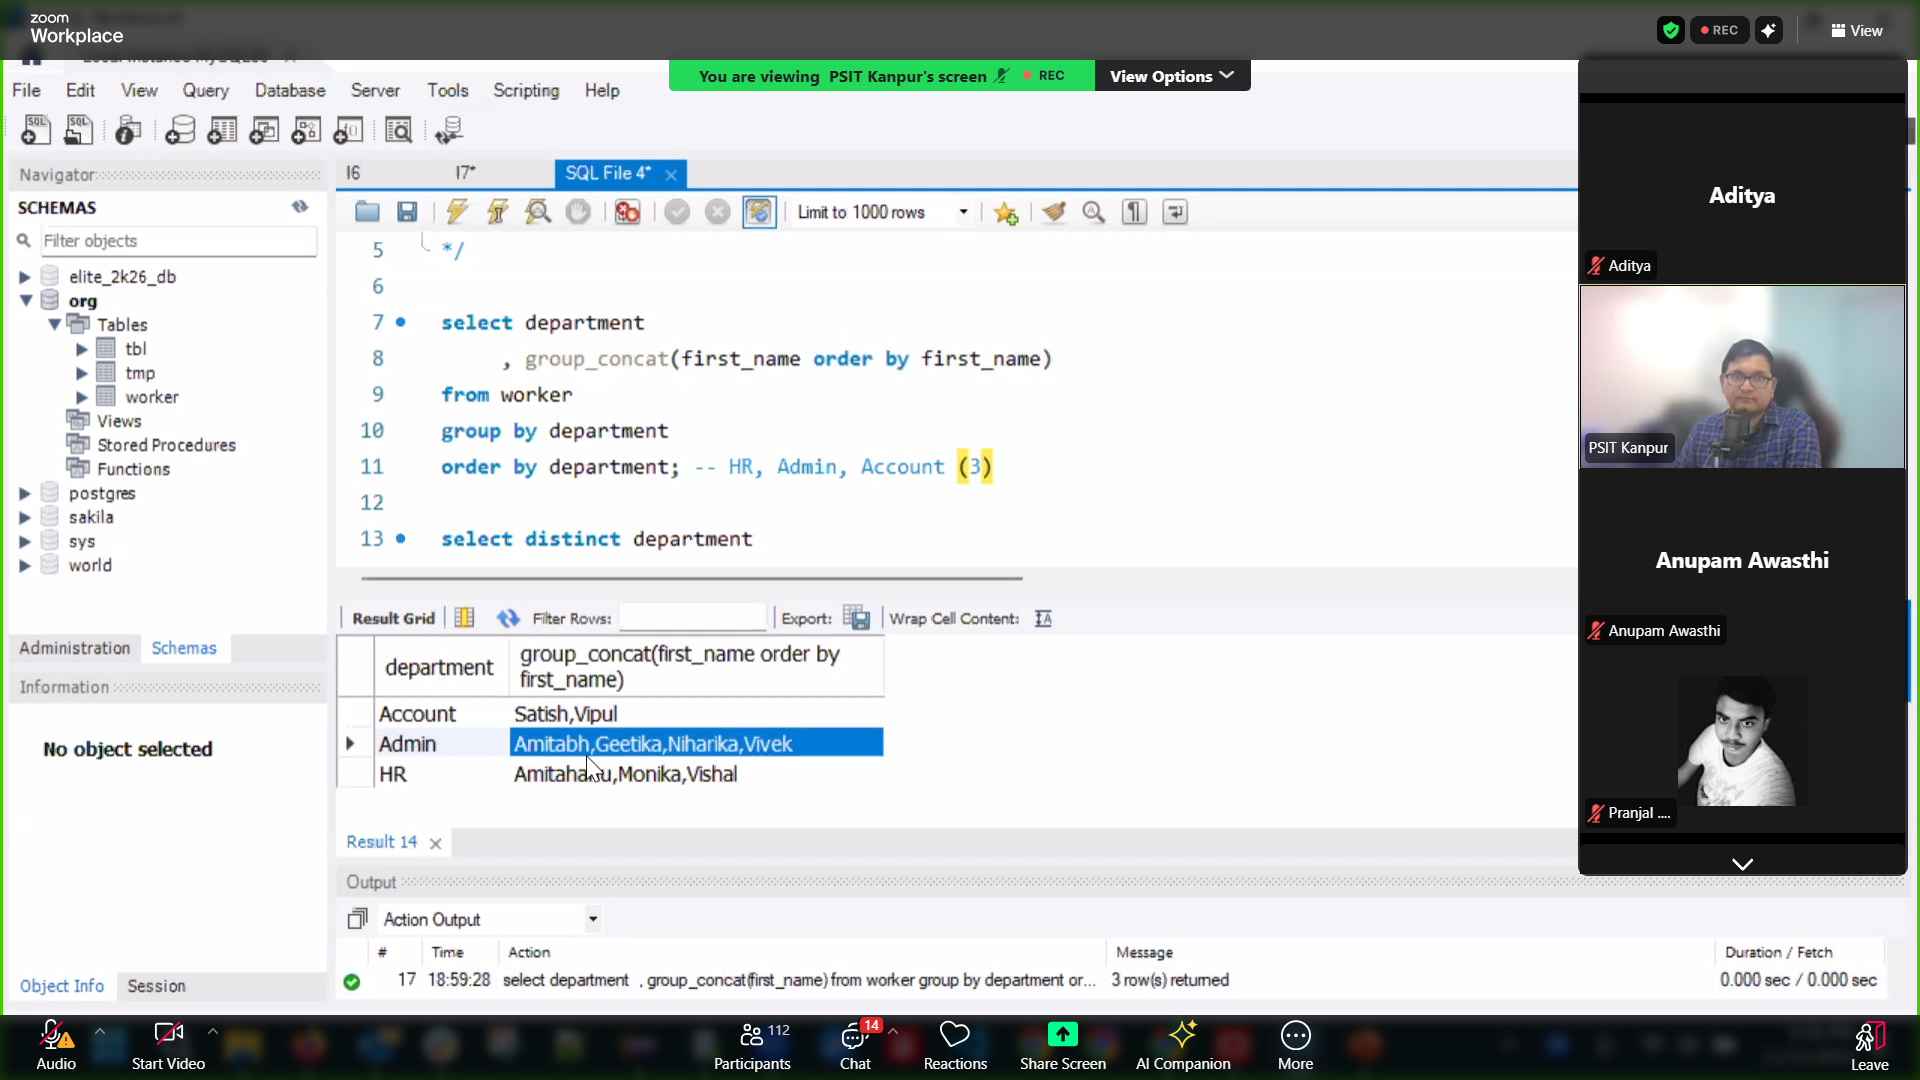 zoom
Workplace
REC
View
You are viewing PSIT Kanpur's screen
REC
View Options
File Edit View Query Database Server Tools Scripting Help
Navigator
SCHEMAS
Filter objects
elite_2k26_db
org
Tables
tbl
tmp
worker
Views
Stored Procedures
Functions
postgres
sakila
sys
world
Administration Schemas
Information
No object selected
Object Info Session
I6 I7* SQL File 4*
Limit to 1000 rows
5 */
6
7 select department
8 , group_concat(first_name order by first_name)
9 from worker
10 group by department
11 order by department; -- HR, Admin, Account (3)
12
13 select distinct department
Result Grid Filter Rows: Export: Wrap Cell Content:
department group_concat(first_name order by
first_name)
Account Satish,Vipul
Admin Amitabh,Geetika,Niharika,Vivek
HR ,Monika,Vishal
Result 14
Output
Action Output
# Time Action Message Duration / Fetch
17 18:59:28 select department , group_concat(first_name) from worker group by department or... 3 row(s) returned 0.000 sec / 0.000 sec
Aditya
Aditya
PSIT Kanpur
Anupam Awasthi
Anupam Awasthi
Pranjal ....
Audio
Start Video
Participants 112
Chat 14
Reactions
Share Screen
AI Companion
More
Leave